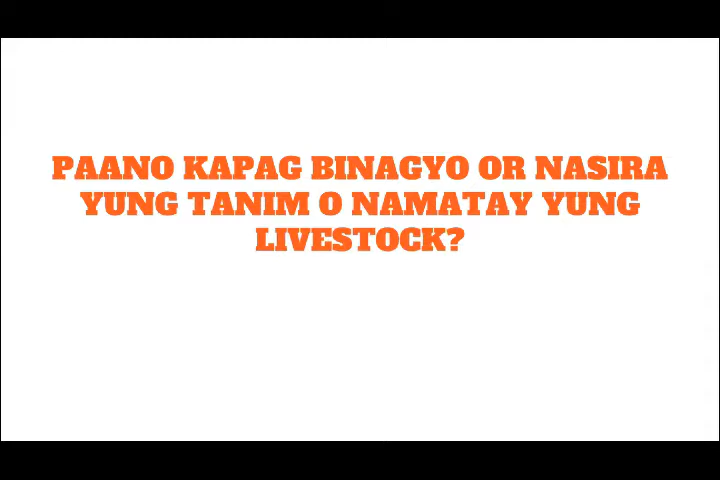 PAANO KAPAG BINAGYO OR NASIRA
YUNG TANIM O NAMATAY YUNG
LIVESTOCK?